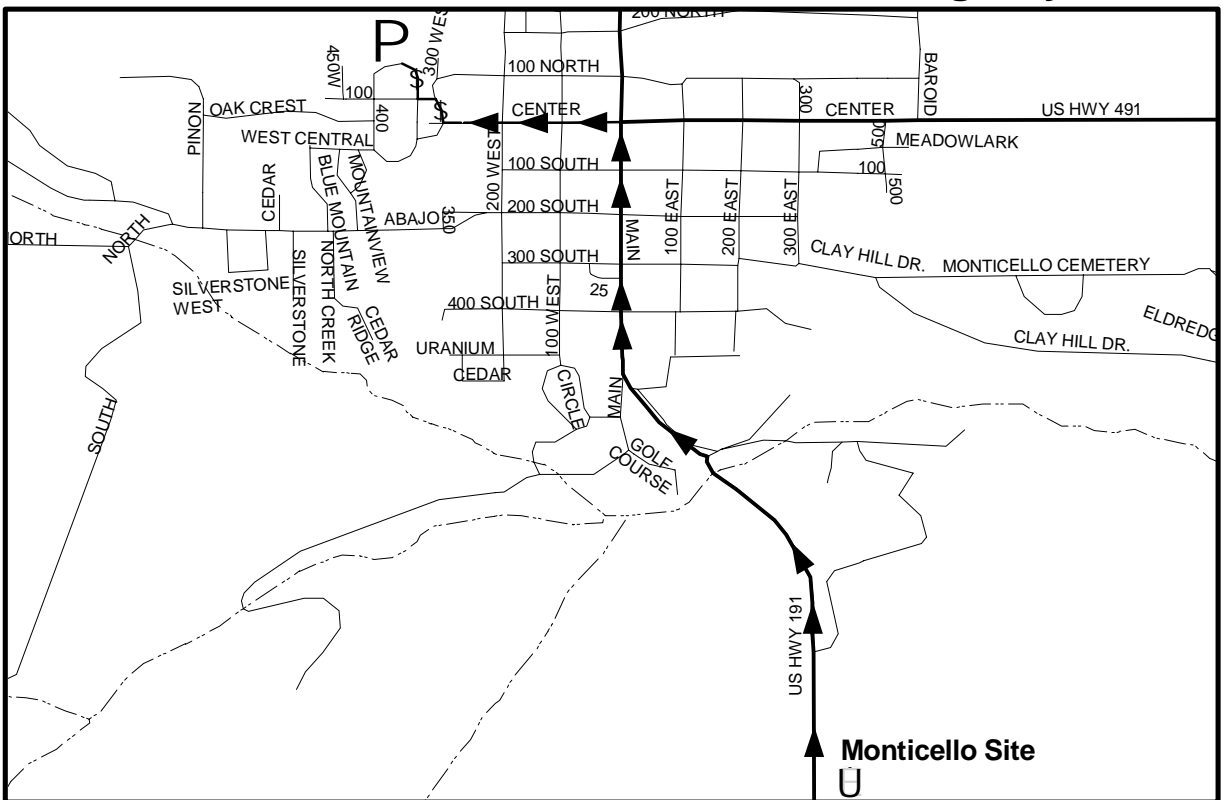 200 NORTH
P
300 WES
450W
S
100 NORTH
BAROID
100
OAK CREST
400
S
CENTER
300
CENTER
US HWY 491
PINON
WEST CENTRAL
500
MEADOWLARK
100 SOUTH
100
500
CEDAR
BLUE MOUNTAIN
MOUNTAINVIEW
200 WEST
ABAJO
350
200 SOUTH
MAIN
100 EAST
200 EAST
300 EAST
NORTH
ORTH
300 SOUTH
CLAY HILL DR.
MONTICELLO CEMETERY
SILVERSTONE
WEST
SILVERSTONE
NORTH CREEK
CEDAR
RIDGE
25
400 SOUTH
100 WEST
ELDREDG
CLAY HILL DR.
URANIUM
CEDAR
CIRCLE
MAIN
SOUTH
GOLF
COURSE
US HWY 191
Monticello Site